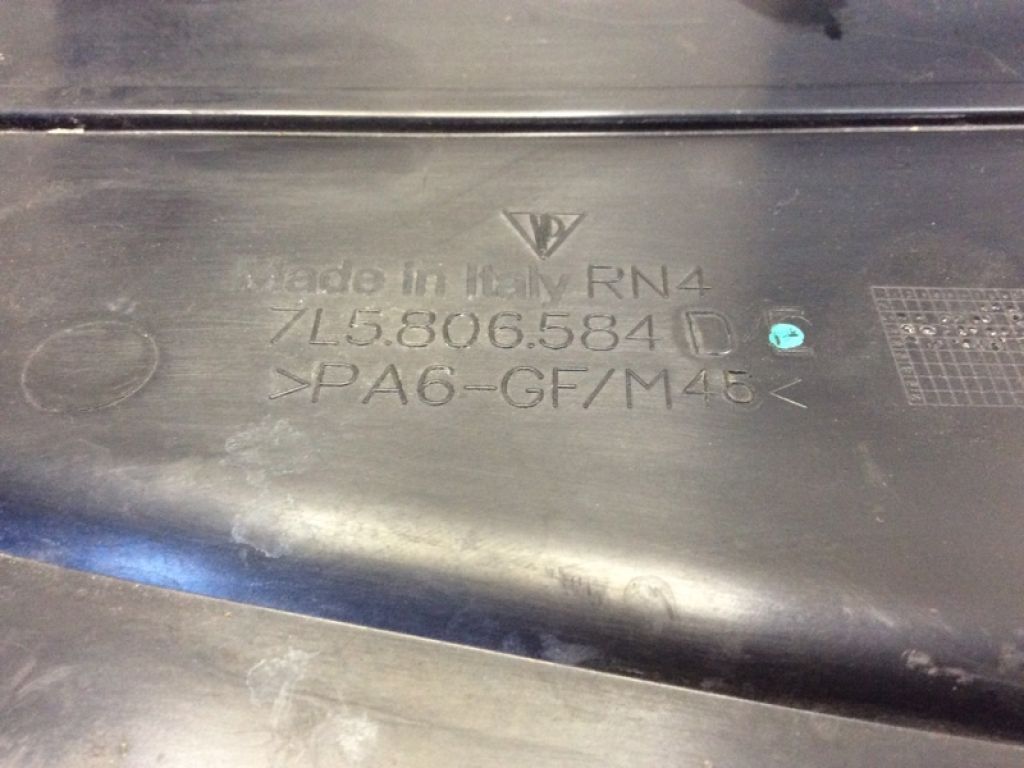 Made in Italy RN4
7L5.806.584 D
>PA6-GF/M45<